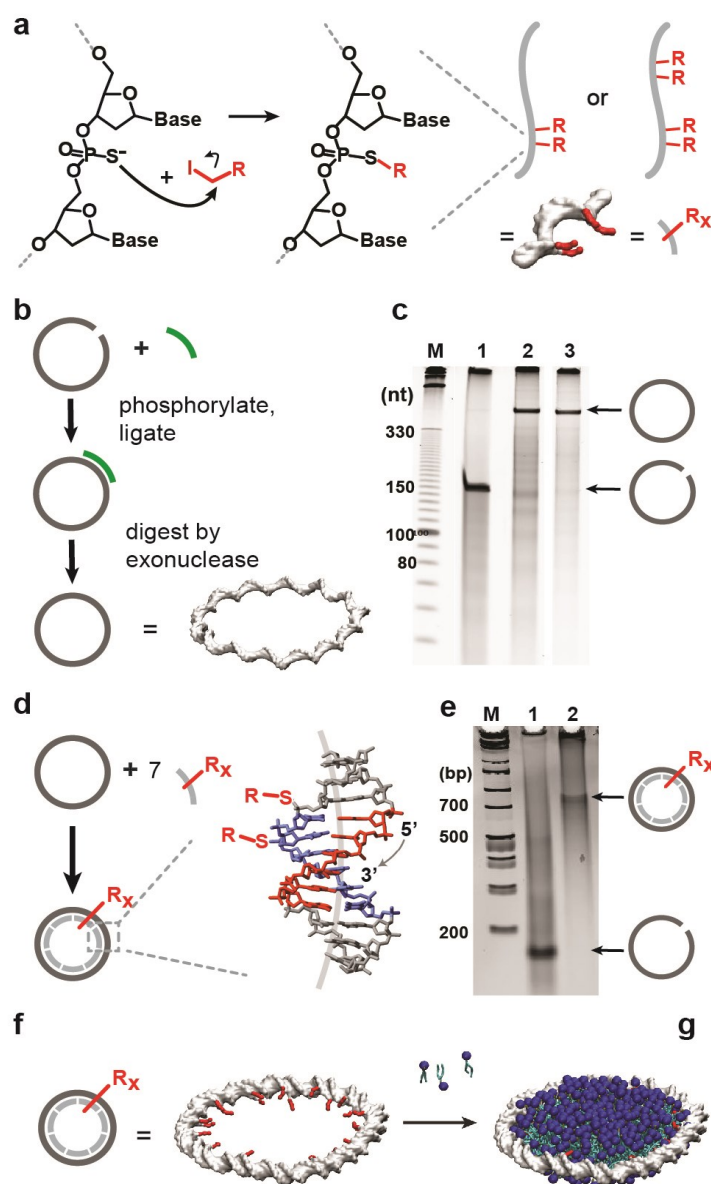 a
O
O
O
Base
O
O=P-S-
O
+
I
R
O
Base
O
O
O
O
Base
O
O=P-S
R
O
O
Base
O
R
R
or
R
R
R
R
=
=
Rx
b
+
phosphorylate,
ligate
digest by
exonuclease
=
c
M 1 2 3
(nt)
330
150
100
100
80
d
+ 7
Rx
Rx
R-S
R-S
5'
3'
e
M 1 2
(bp)
700
500
200
Rx
f
Rx
=
g